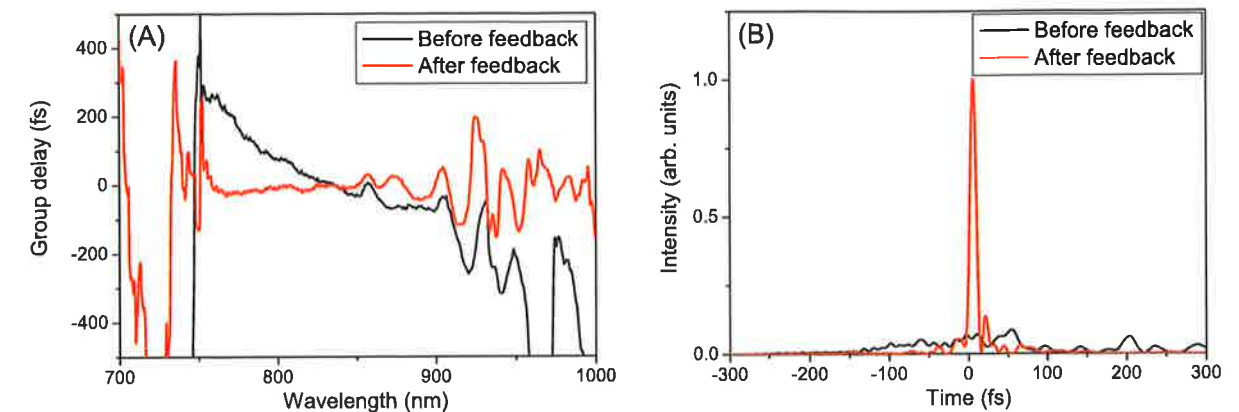 (A)
Before feedback
After feedback
400
200
0
-200
-400
Group delay (fs)
700
800
900
1000
Wavelength (nm)
(B)
Before feedback
After feedback
1.0
0.5
0.0
Intensity (arb. units)
-300
-200
-100
0
100
200
300
Time (fs)